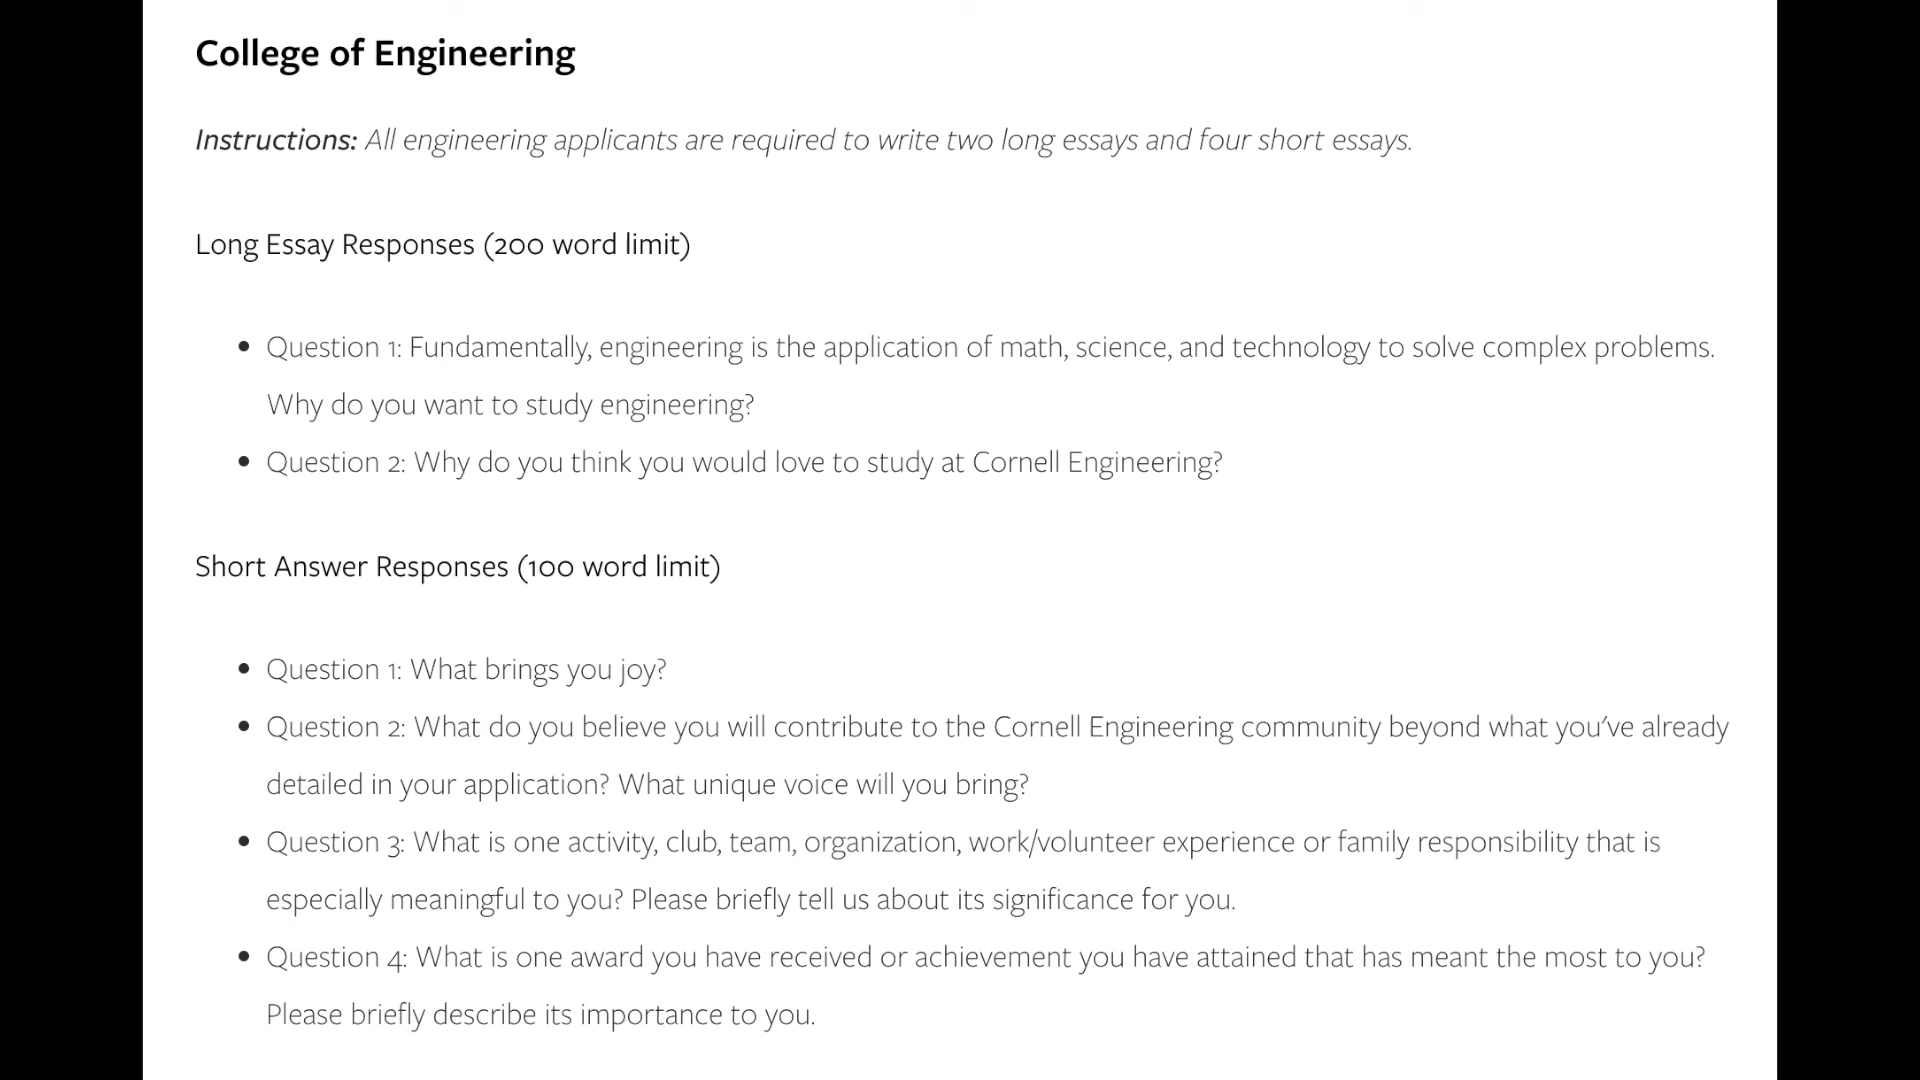 College of Engineering
Instructions: All engineering applicants are required to write two long essays and four short essays.
Long Essay Responses (200 word limit)
• Question 1: Fundamentally, engineering is the application of math, science, and technology to solve complex problems.
Why do you want to study engineering?
• Question 2: Why do you think you would love to study at Cornell Engineering?
Short Answer Responses (100 word limit)
• Question 1: What brings you joy?
• Question 2: What do you believe you will contribute to the Cornell Engineering community beyond what you've already
detailed in your application? What unique voice will you bring?
• Question 3: What is one activity, club, team, organization, work/volunteer experience or family responsibility that is
especially meaningful to you? Please briefly tell us about its significance for you.
• Question 4: What is one award you have received or achievement you have attained that has meant the most to you?
Please briefly describe its importance to you.